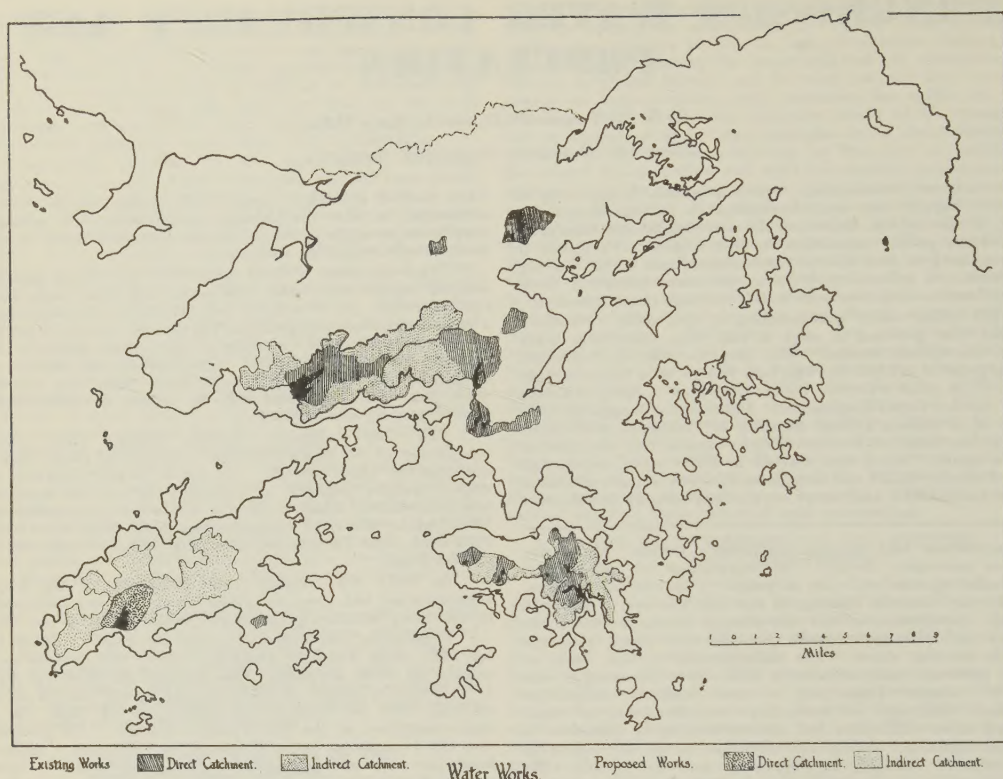 1 0 1 2 3 4 5 6 7 8 9
Miles
Existing Works Direct Catchment. Indirect Catchment. Water Works Proposed Works. Direct Catchment. Indirect Catchment.